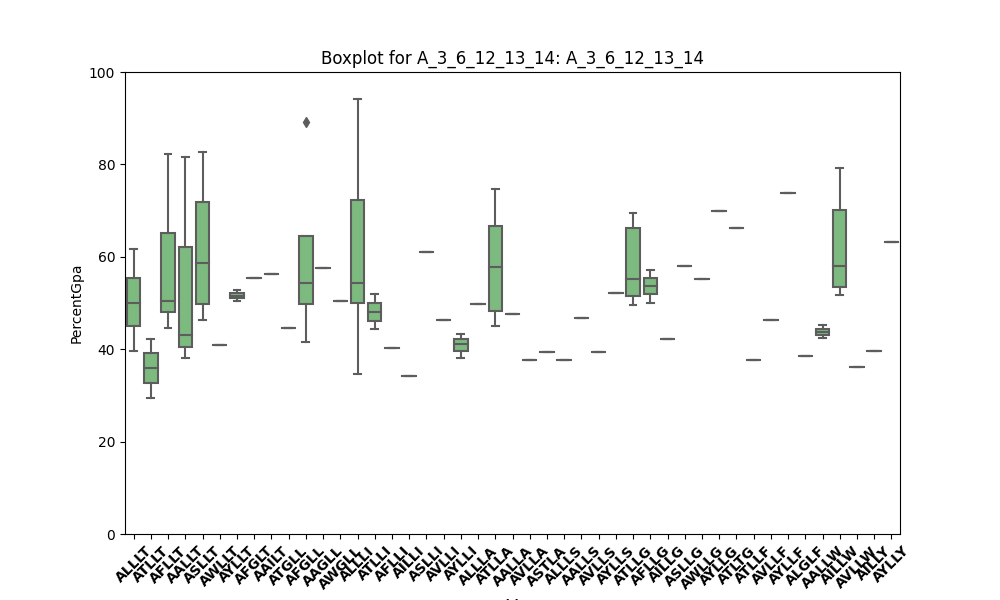 Boxplot for A_3_6_12_13_14: A_3_6_12_13_14
PercentGpa
100
80
60
40
20
0
ALLLT
ATLLT
AFLLT
AALLT
ASLLT
AWLLT
AYLLT
AFGLT
AAILT
ATGLL
AFGLL
AAGLL
AWGLL
ALLLI
ATLLI
AFLLI
AILLI
ASLLI
AVLLI
AYLLI
ALLLA
ATLLA
AALLA
AVLLA
ASTLA
ALTLS
AALLS
AVLLS
AYLLS
ATLLG
AFLLG
AILLG
ASLLG
AWLLG
AYLLG
ATLTG
ATLLF
AVLLF
AYLLF
ALGLF
AALLW
AILLW
AVLLW
AILLY
AYLLY